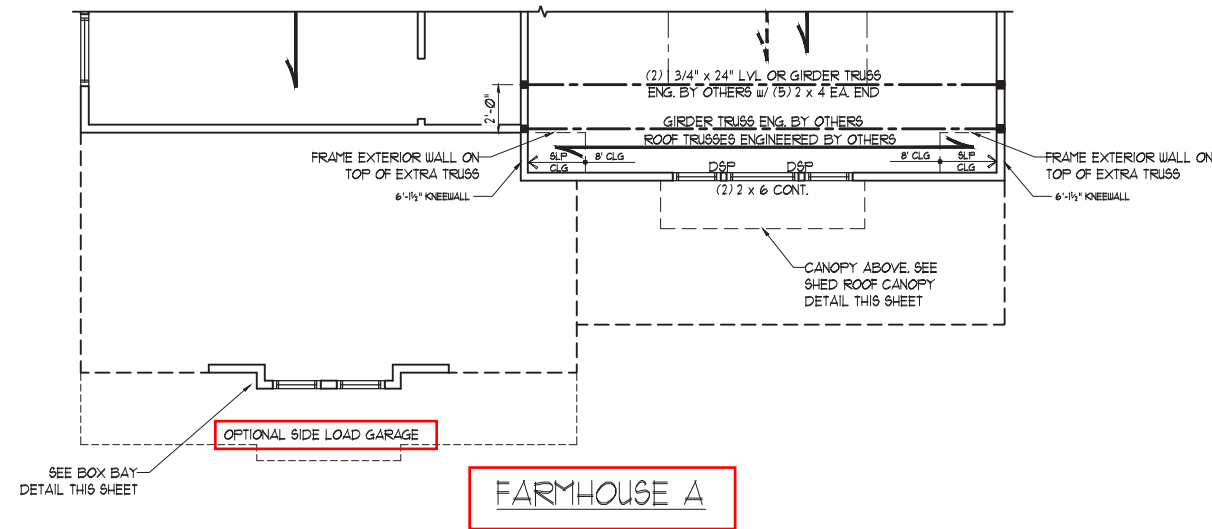 (2) 1 3/4" x 24" LVL OR GIRDER TRUSS
ENG. BY OTHERS W/ (5) 2 x 4 EA. END
2'-0"
GIRDER TRUSS ENG. BY OTHERS
ROOF TRUSSES ENGINEERED BY OTHERS
FRAME EXTERIOR WALL ON
TOP OF EXTRA TRUSS
SLP
CLG
8' CLG
DSP
DSP
8' CLG
SLP
CLG
FRAME EXTERIOR WALL ON
TOP OF EXTRA TRUSS
6'-1½" KNEEWALL
(2) 2 x 6 CONT.
6'-1½" KNEEWALL
CANOPY ABOVE. SEE
SHED ROOF CANOPY
DETAIL THIS SHEET
OPTIONAL SIDE LOAD GARAGE
SEE BOX BAY
DETAIL THIS SHEET
FARMHOUSE A